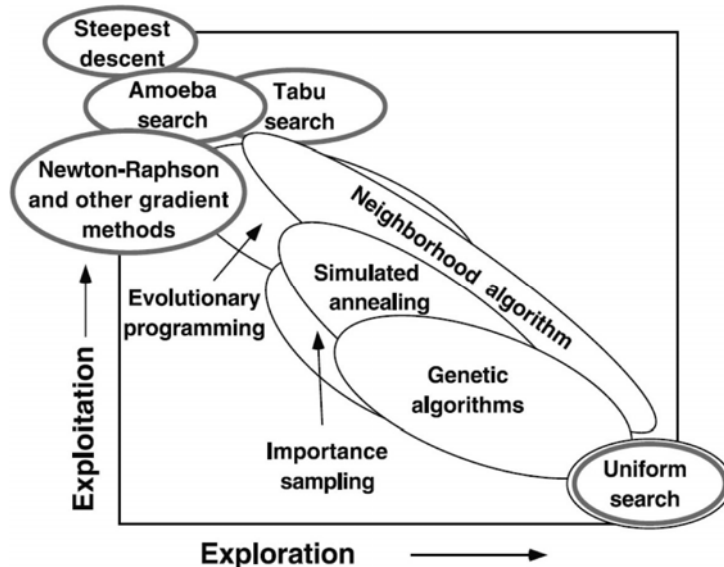 Steepest
descent
Amoeba
search
Tabu
search
Newton-Raphson
and other gradient
methods
Neighborhood algorithm
Simulated
annealing
Evolutionary
programming
Genetic
algorithms
Importance
sampling
Uniform
search
Exploitation
Exploration